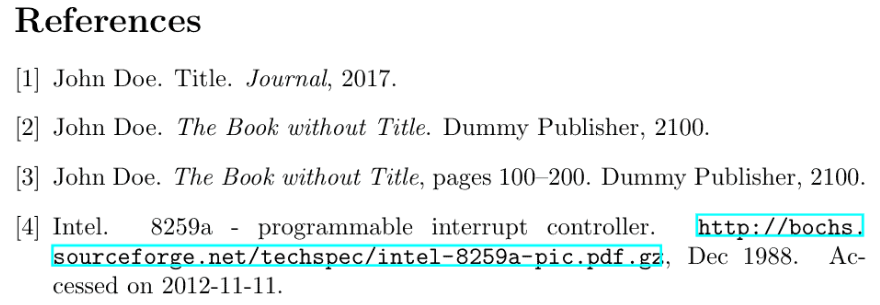 References
[1] John Doe. Title. Journal, 2017.
[2] John Doe. The Book without Title. Dummy Publisher, 2100.
[3] John Doe. The Book without Title, pages 100–200. Dummy Publisher, 2100.
[4] Intel. 8259a - programmable interrupt controller. http://bochs.
sourceforge.net/techspec/intel-8259a-pic.pdf.gz, Dec 1988. Ac-
cessed on 2012-11-11.